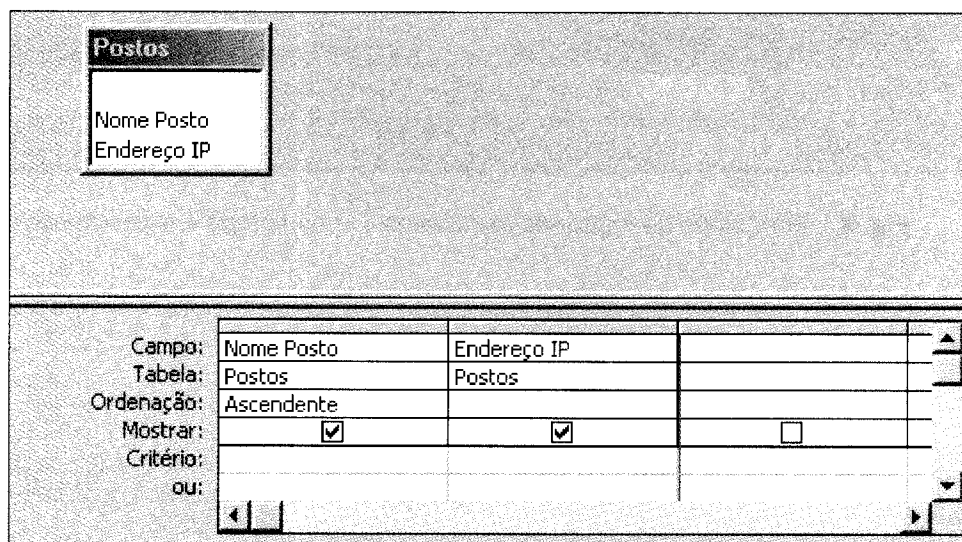 Postos
Nome Posto
Endereço IP
Campo: Nome Posto Endereço IP
Tabela: Postos Postos
Ordenação: Ascendente
Mostrar:
Critério:
ou: